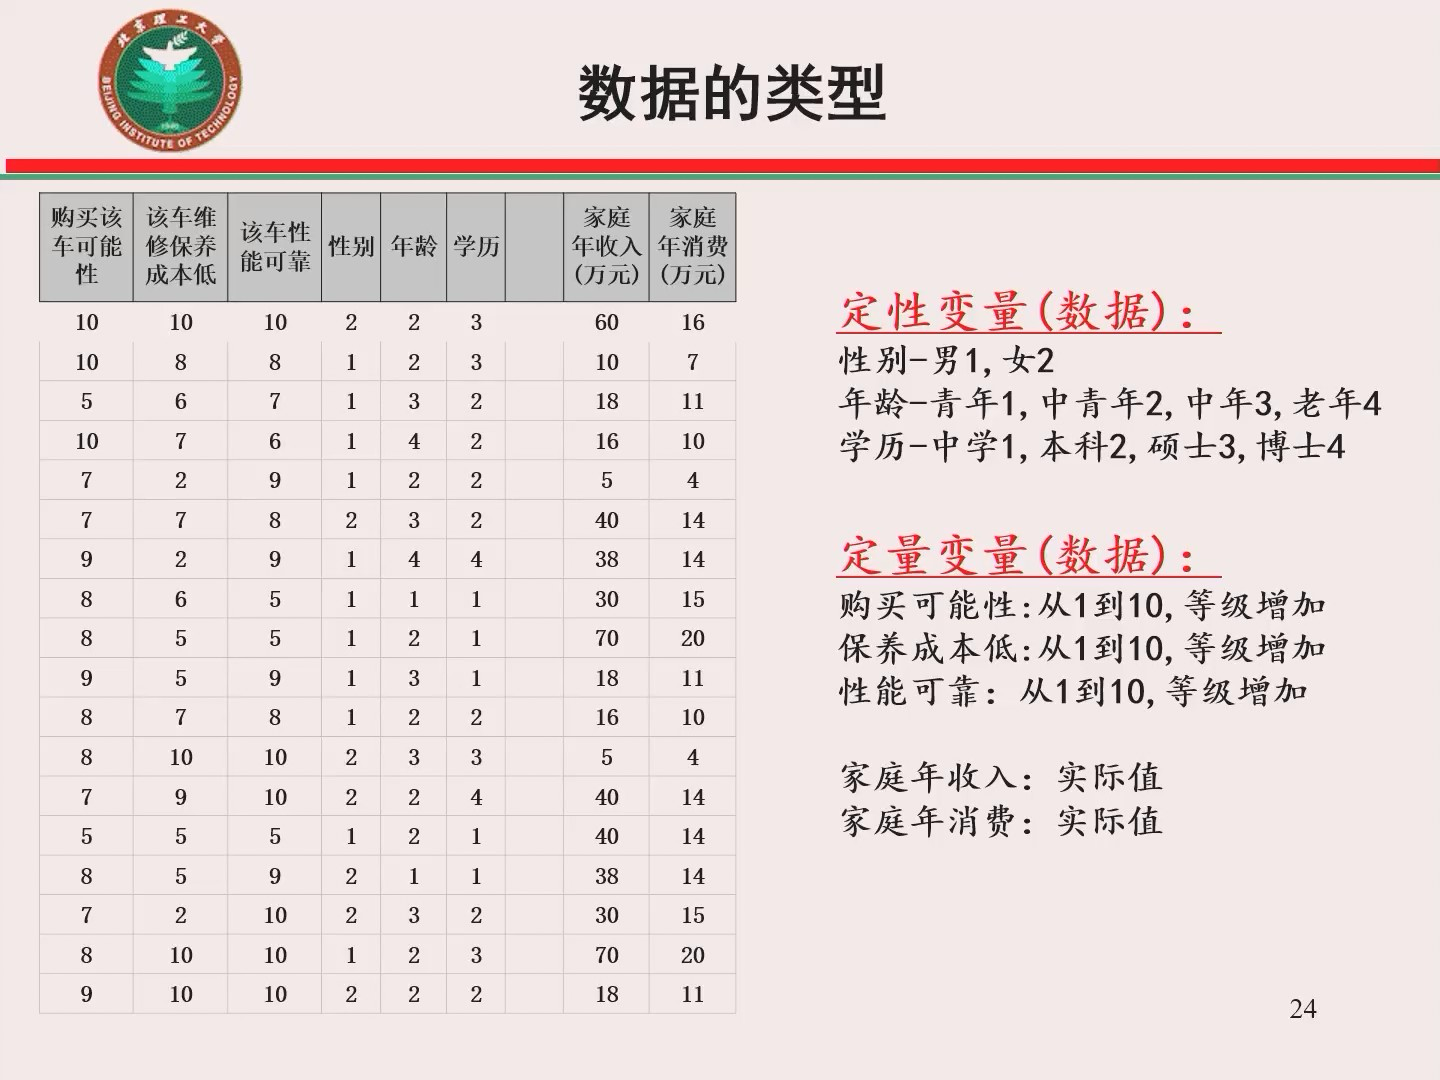 北京理工大学
BEIJING INSTITUTE OF TECHNOLOGY
1940
数据的类型
购买该车可能性 该车维修保养成本低 该车性能可靠 性别 年龄 学历 家庭年收入(万元) 家庭年消费(万元)
10 10 10 2 2 3 60 16
10 8 8 1 2 3 10 7
5 6 7 1 3 2 18 11
10 7 6 1 4 2 16 10
7 2 9 1 2 2 5 4
7 7 8 2 3 2 40 14
9 2 9 1 4 4 38 14
8 6 5 1 1 1 30 15
8 5 5 1 2 1 70 20
9 5 9 1 3 1 18 11
8 7 8 1 2 2 16 10
8 10 10 2 3 3 5 4
7 9 10 2 2 4 40 14
5 5 5 1 2 1 40 14
8 5 9 2 1 1 38 14
7 2 10 2 3 2 30 15
8 10 10 1 2 3 70 20
9 10 10 2 2 2 18 11
定性变量(数据):
性别-男1,女2
年龄-青年1,中青年2,中年3,老年4
学历-中学1,本科2,硕士3,博士4
定量变量(数据):
购买可能性:从1到10,等级增加
保养成本低:从1到10,等级增加
性能可靠: 从1到10,等级增加
家庭年收入: 实际值
家庭年消费: 实际值
24